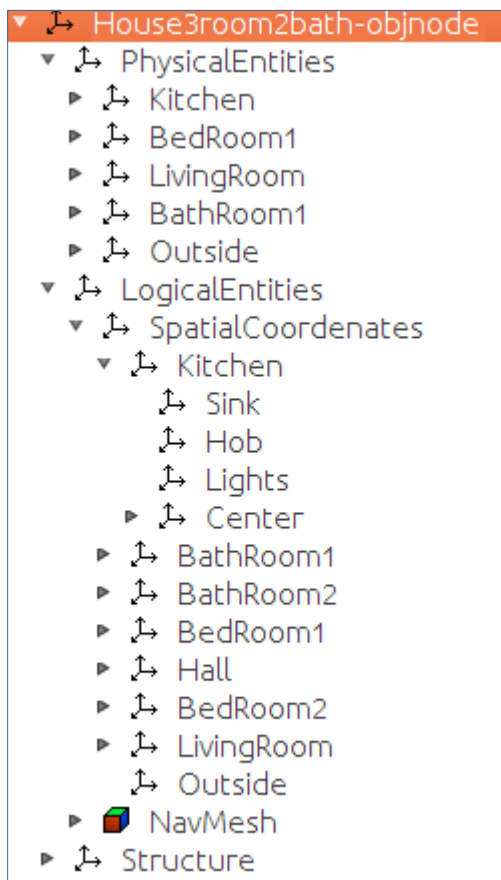 House3room2bath-objnode
PhysicalEntities
Kitchen
BedRoom1
LivingRoom
BathRoom1
Outside
LogicalEntities
SpatialCoordenates
Kitchen
Sink
Hob
Lights
Center
BathRoom1
BathRoom2
BedRoom1
Hall
BedRoom2
LivingRoom
Outside
NavMesh
Structure